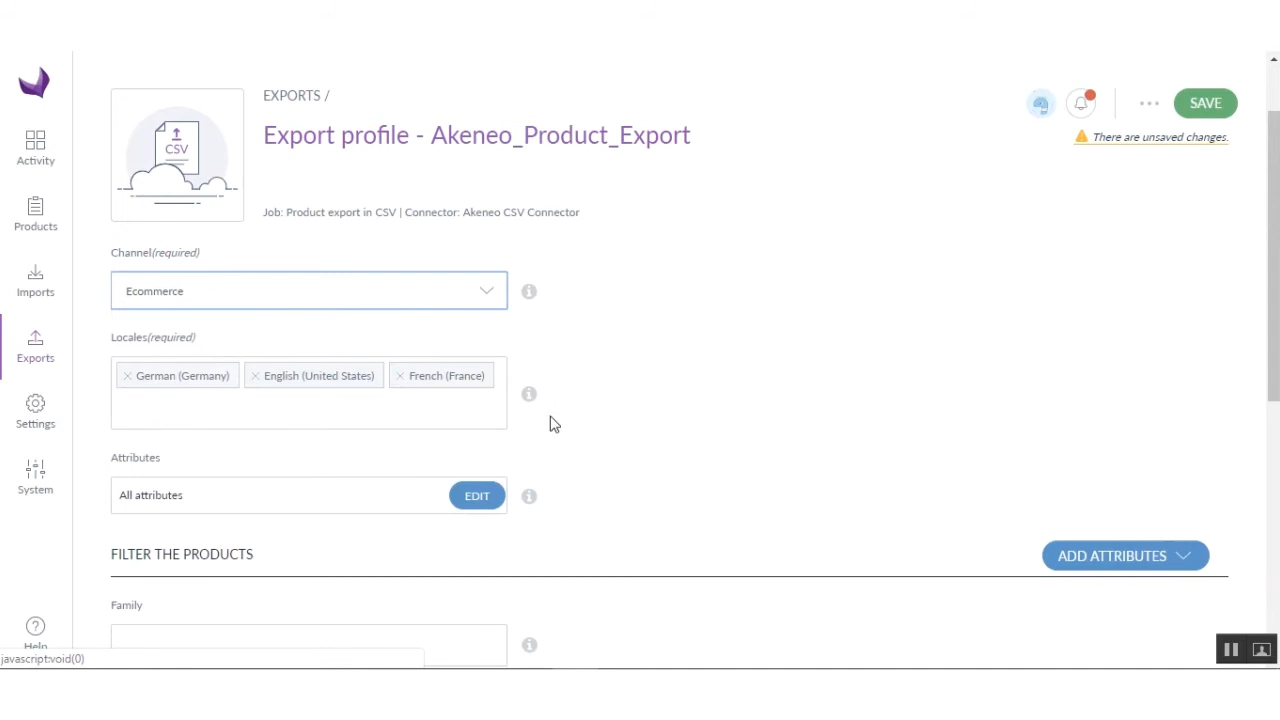 EXPORTS /
Export profile - Akeneo_Product_Export
SAVE
There are unsaved changes.
CSV
Job: Product export in CSV | Connector: Akeneo CSV Connector
Activity
Products
Imports
Exports
Settings
System
Help
Channel(required)
Ecommerce
Locales(required)
× German (Germany) × English (United States) × French (France)
Attributes
All attributes
EDIT
FILTER THE PRODUCTS
ADD ATTRIBUTES
Family
javascript:void(0)